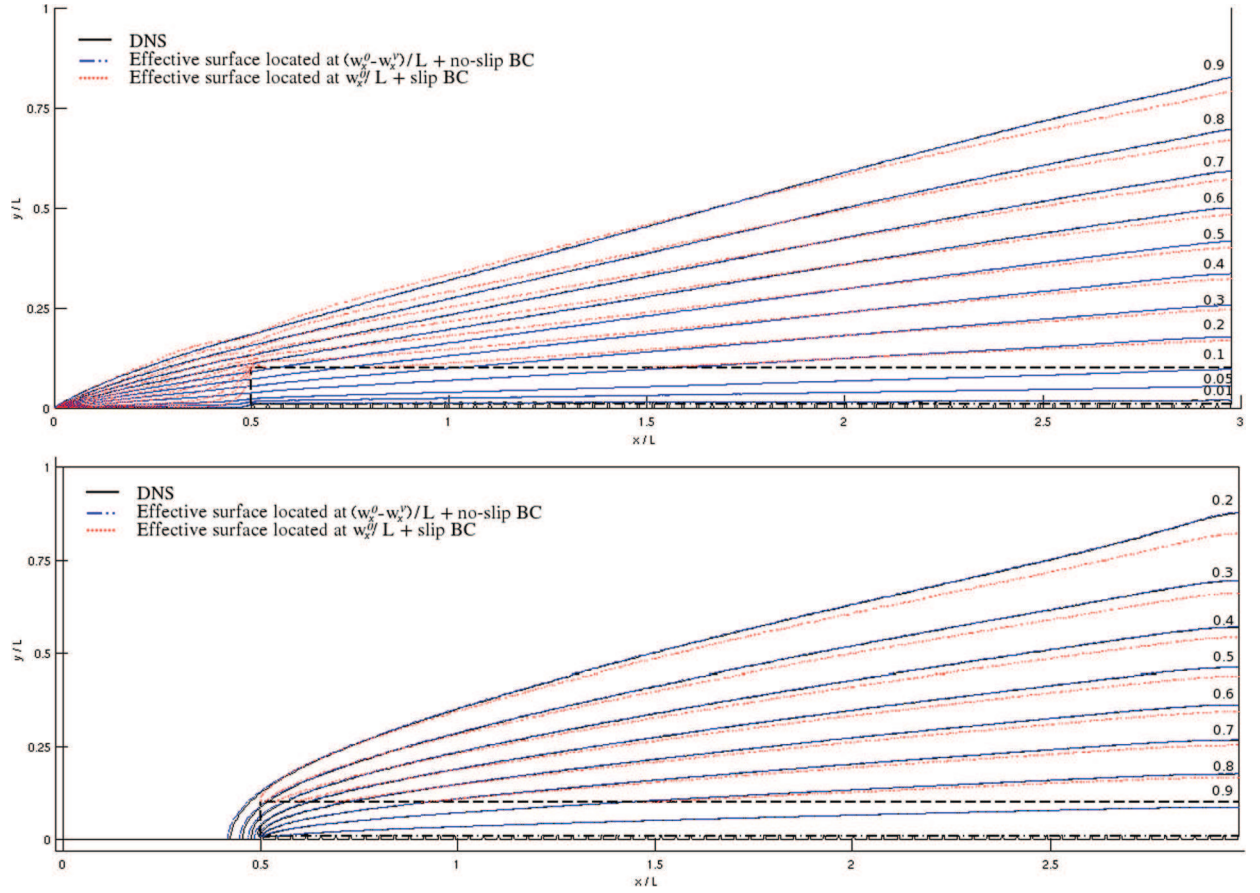 1
DNS
Effective surface located at (w_x^0-w_x^v)/L + no-slip BC
Effective surface located at w_x^0/L + slip BC
0.9
0.75
0.8
0.7
y / L
0.5
0.6
0.5
0.4
0.25
0.3
0.2
0.1
0.05
0.01
0
0 0.5 1 1.5 2 2.5 3
x / L
1
DNS
Effective surface located at (w_x^0-w_x^v)/L + no-slip BC
Effective surface located at w_x^0/L + slip BC
0.2
0.75
0.3
0.4
y / L
0.5
0.5
0.6
0.25
0.7
0.8
0.9
0
0 0.5 1 1.5 2 2.5
x / L